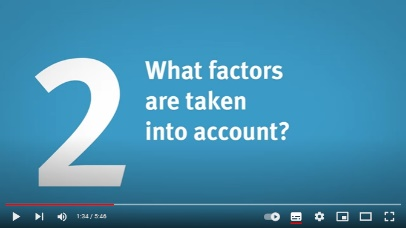 2
What factors
are taken
into account?
1:34 / 5:46